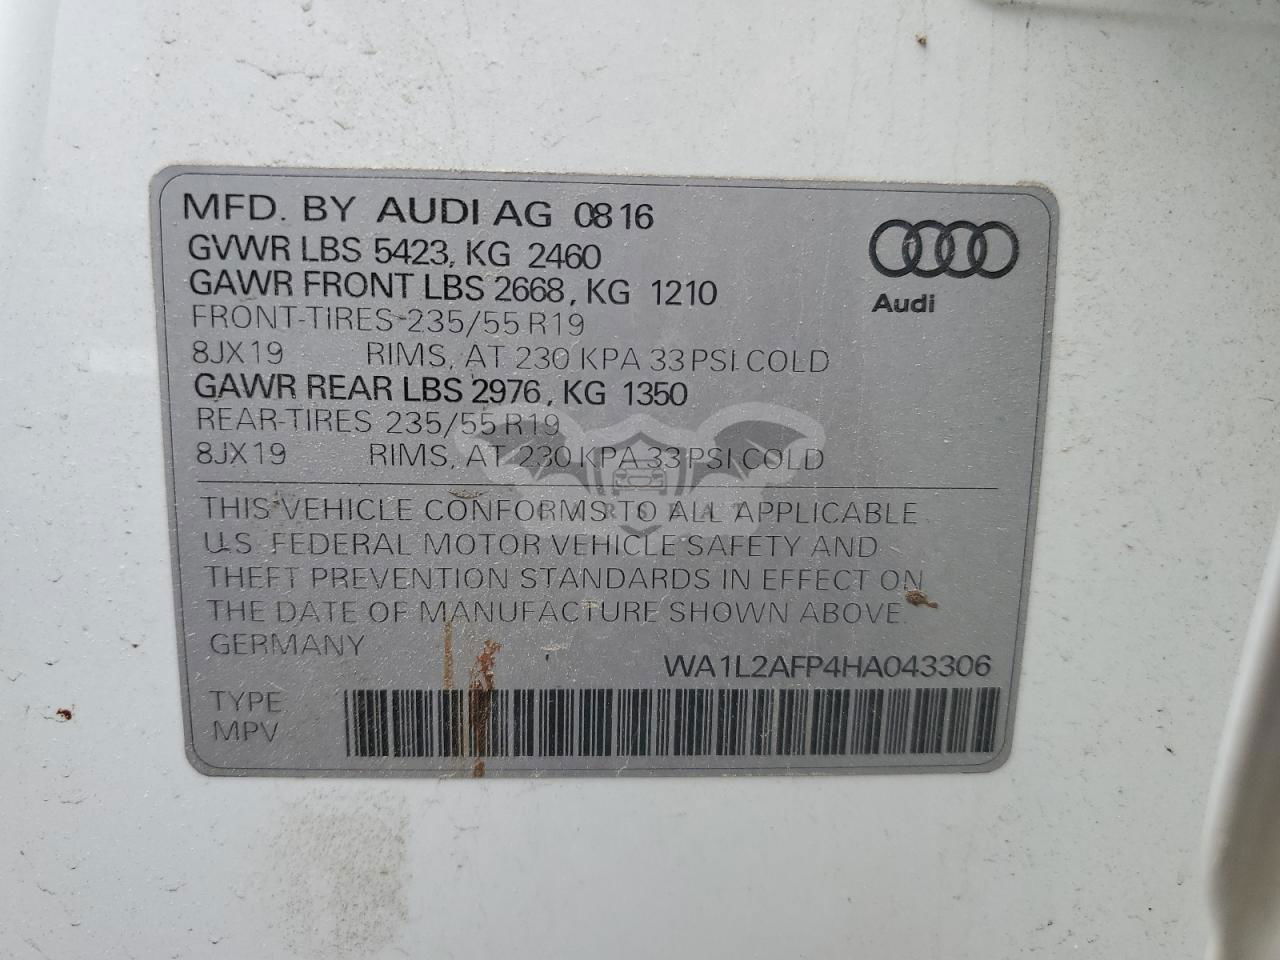 MFD. BY AUDI AG 08 16
GVWR LBS 5423, KG 2460
GAWR FRONT LBS 2668, KG 1210
FRONT-TIRES 235/55 R19
8JX19 RIMS, AT 230 KPA 33 PSI COLD
GAWR REAR LBS 2976, KG 1350
REAR-TIRES 235/55 R19
8JX19 RIMS, AT 230 KPA 33 PSI COLD
Audi
THIS VEHICLE CONFORMS TO ALL APPLICABLE
U.S. FEDERAL MOTOR VEHICLE SAFETY AND
THEFT PREVENTION STANDARDS IN EFFECT ON
THE DATE OF MANUFACTURE SHOWN ABOVE.
GERMANY
WA1L2AFP4HA043306
TYPE
MPV